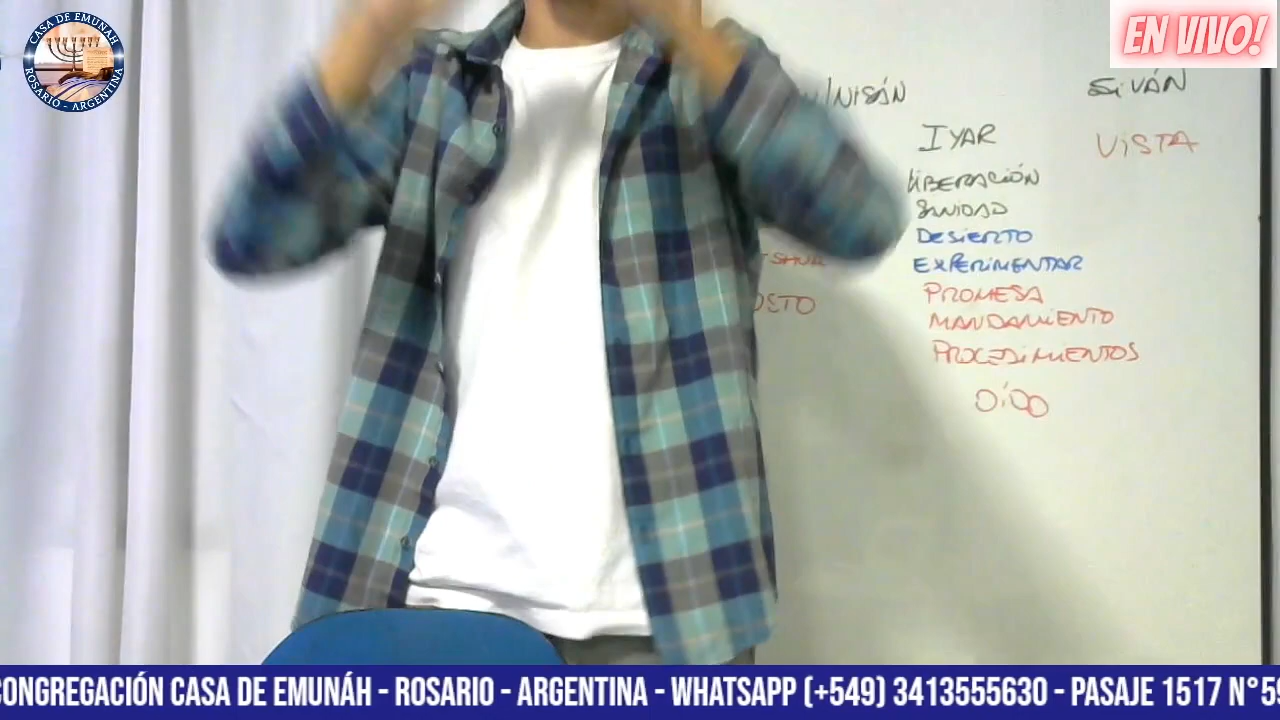 CASA DE EMUNAH
ROSARIO - ARGENTINA
EN VIVO!
/NISÁN
SIVÁN
IYAR
VISTA
LIBERACIÓN
SANIDAD
DESIERTO
EXPERIMENTAR
PROMESA
MANDAMIENTO
PROCEDIMIENTOS
OÍDO
CONGREGACIÓN CASA DE EMUNÁH - ROSARIO - ARGENTINA - WHATSAPP (+549) 3413555630 - PASAJE 1517 N°59